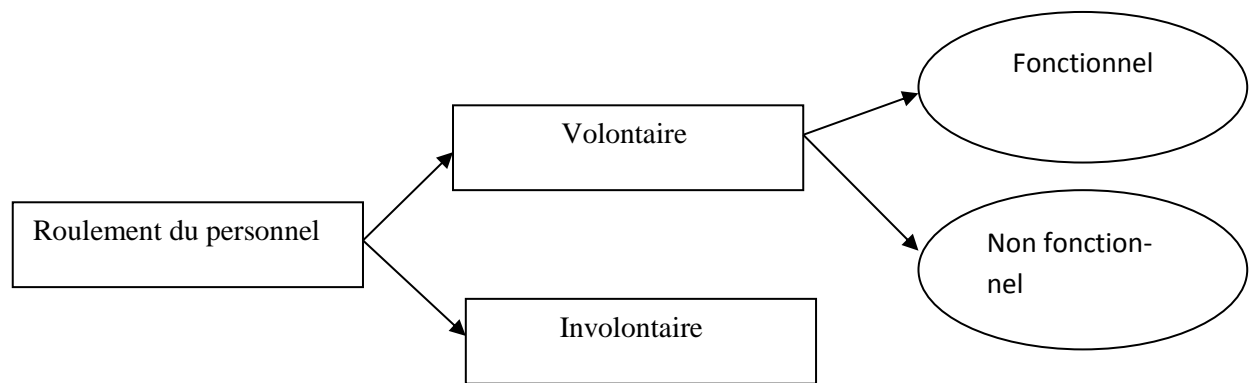 Fonctionnel
Volontaire
Roulement du personnel
Non fonction-
nel
Involontaire